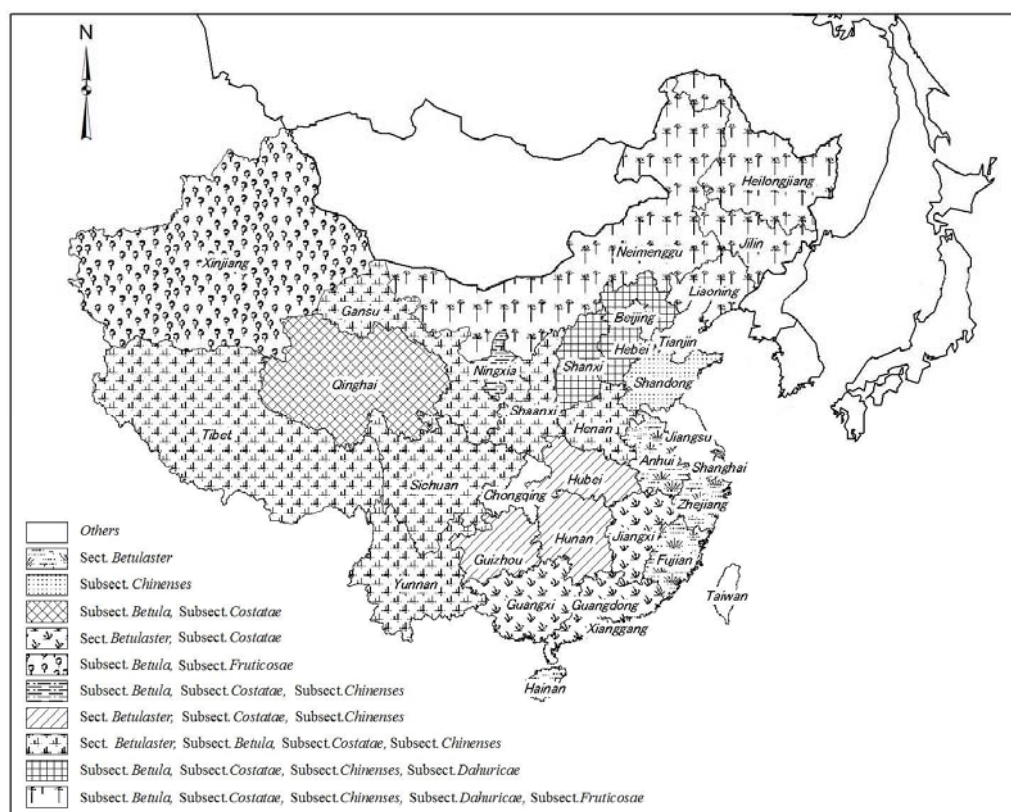 N
Heilongjiang
Jilin
Neimenggu
Xinjiang
Liaoning
Gansu
Beijing
Tianjin
Hebei
Ningxia
Shanxi
Qinghai
Shandong
Shaanxi
Henan
Tibet
Jiangsu
Anhui
Shanghai
Sichuan
Hubei
Chongqing
Zhejiang
Hunan
Jiangxi
Guizhou
Fujian
Yunnan
Taiwan
Guangxi
Guangdong
Xianggang
Hainan
Others
Sect. Betulaster
Subsect. Chinenses
Subsect. Betula, Subsect. Costatae
Sect. Betulaster, Subsect. Costatae
Subsect. Betula, Subsect. Fruticosae
Subsect. Betula, Subsect. Costatae, Subsect. Chinenses
Sect. Betulaster, Subsect. Costatae, Subsect. Chinenses
Sect. Betulaster, Subsect. Betula, Subsect. Costatae, Subsect. Chinenses
Subsect. Betula, Subsect. Costatae, Subsect. Chinenses, Subsect. Dahuricae
Subsect. Betula, Subsect. Costatae, Subsect. Chinenses, Subsect. Dahuricae, Subsect. Fruticosae